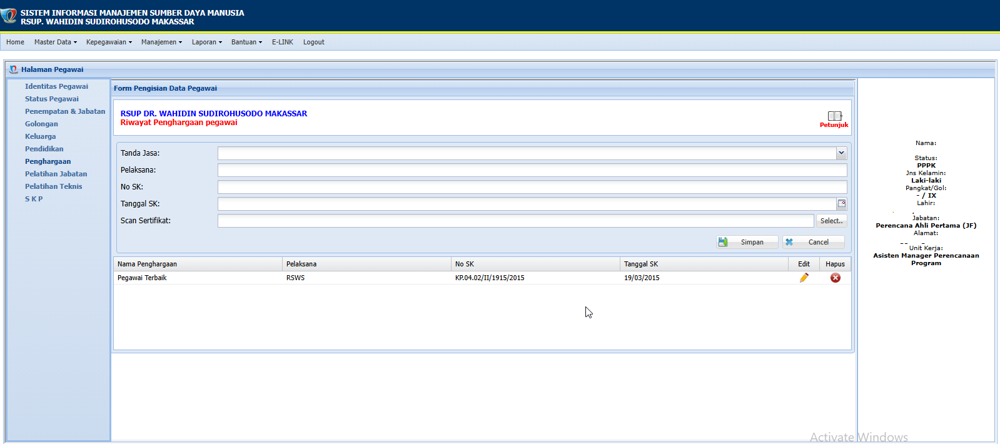 SISTEM INFORMASI MANAJEMEN SUMBER DAYA MANUSIA
RSUP. WAHIDIN SUDIROHUSODO MAKASSAR
Home Master Data Kepegawaian Manajemen Laporan Bantuan E-LINK Logout
Halaman Pegawai
Identitas Pegawai
Status Pegawai
Penempatan & Jabatan
Golongan
Keluarga
Pendidikan
Penghargaan
Pelatihan Jabatan
Pelatihan Teknis
S K P
Form Pengisian Data Pegawai
RSUP DR. WAHIDIN SUDIROHUSODO MAKASSAR
Riwayat Penghargaan pegawai
Petunjuk
Tanda Jasa:
Pelaksana:
No SK:
Tanggal SK:
Scan Sertifikat: Select..
Simpan Cancel
Nama Penghargaan Pelaksana No SK Tanggal SK Edit Hapus
Pegawai Terbaik RSWS KP.04.02/II/1915/2015 19/03/2015
Nama:
Status:
PPPK
Jns Kelamin:
Laki-laki
Pangkat/Gol:
- / IX
Lahir:
Jabatan:
Perencana Ahli Pertama (JF)
Alamat:
Unit Kerja:
Asisten Manager Perencanaan
Program
Activate Windows